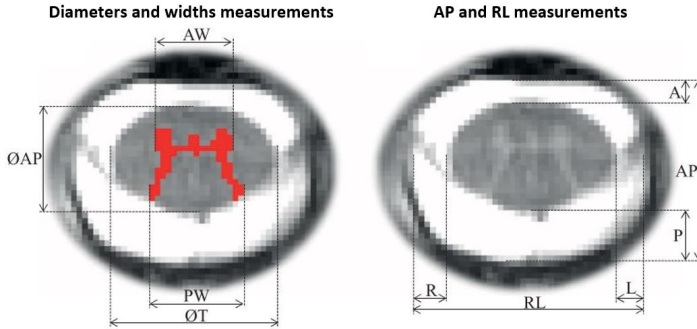 Diameters and widths measurements
AP and RL measurements
AW
ØAP
PW
ØT
A
AP
P
R
L
RL